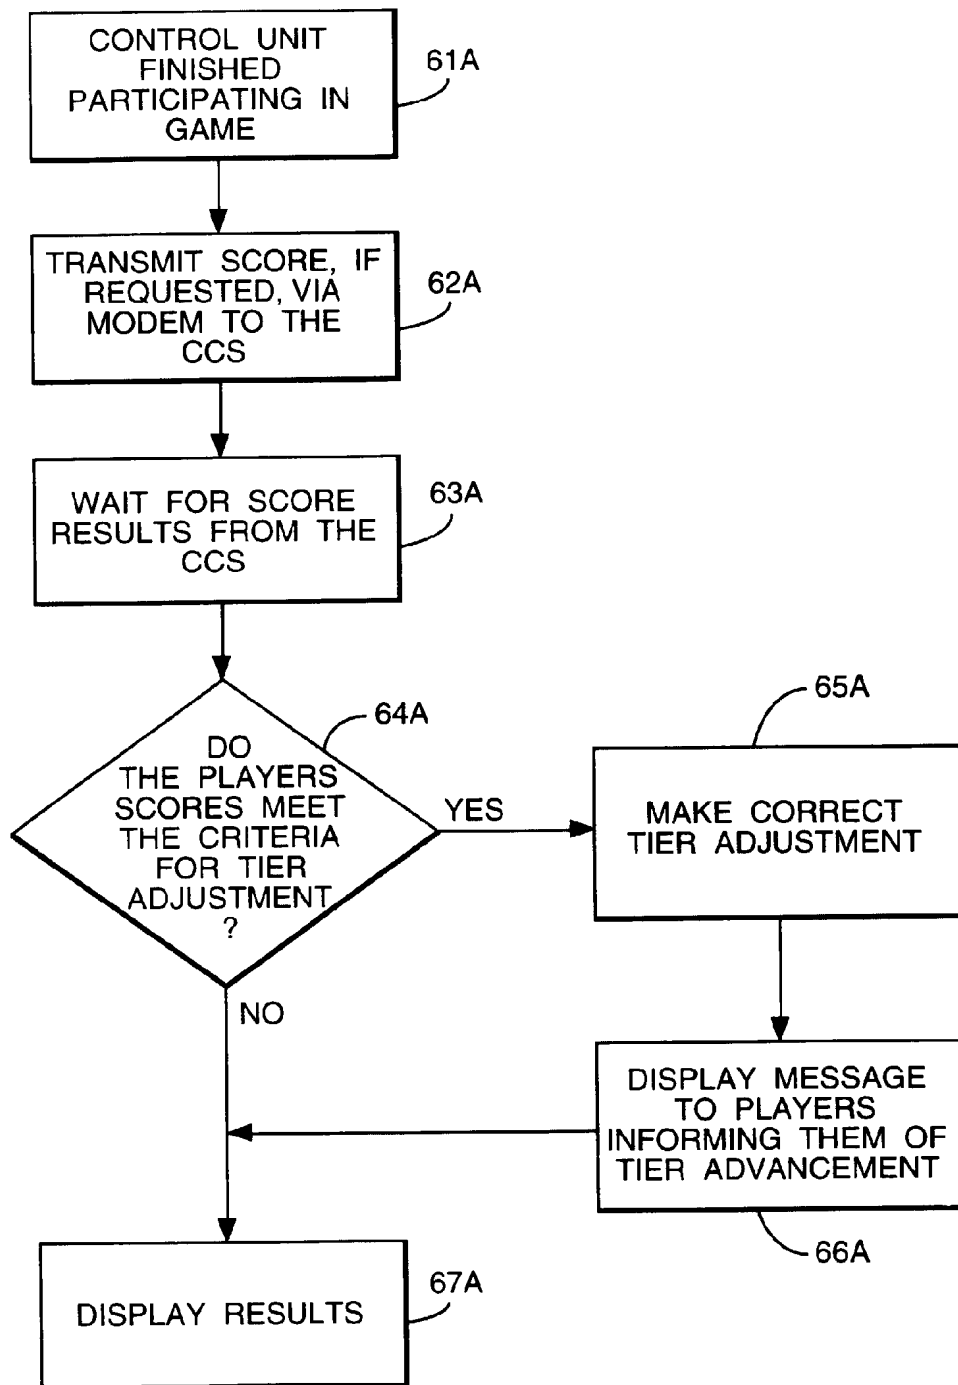 CONTROL UNIT
FINISHED
PARTICIPATING IN
GAME
61A
TRANSMIT SCORE, IF
REQUESTED, VIA
MODEM TO THE
CCS
62A
WAIT FOR SCORE
RESULTS FROM THE
CCS
63A
64A
DO
THE PLAYERS
SCORES MEET
THE CRITERIA
FOR TIER
ADJUSTMENT
?
YES
NO
65A
MAKE CORRECT
TIER ADJUSTMENT
DISPLAY MESSAGE
TO PLAYERS
INFORMING THEM OF
TIER ADVANCEMENT
66A
DISPLAY RESULTS
67A